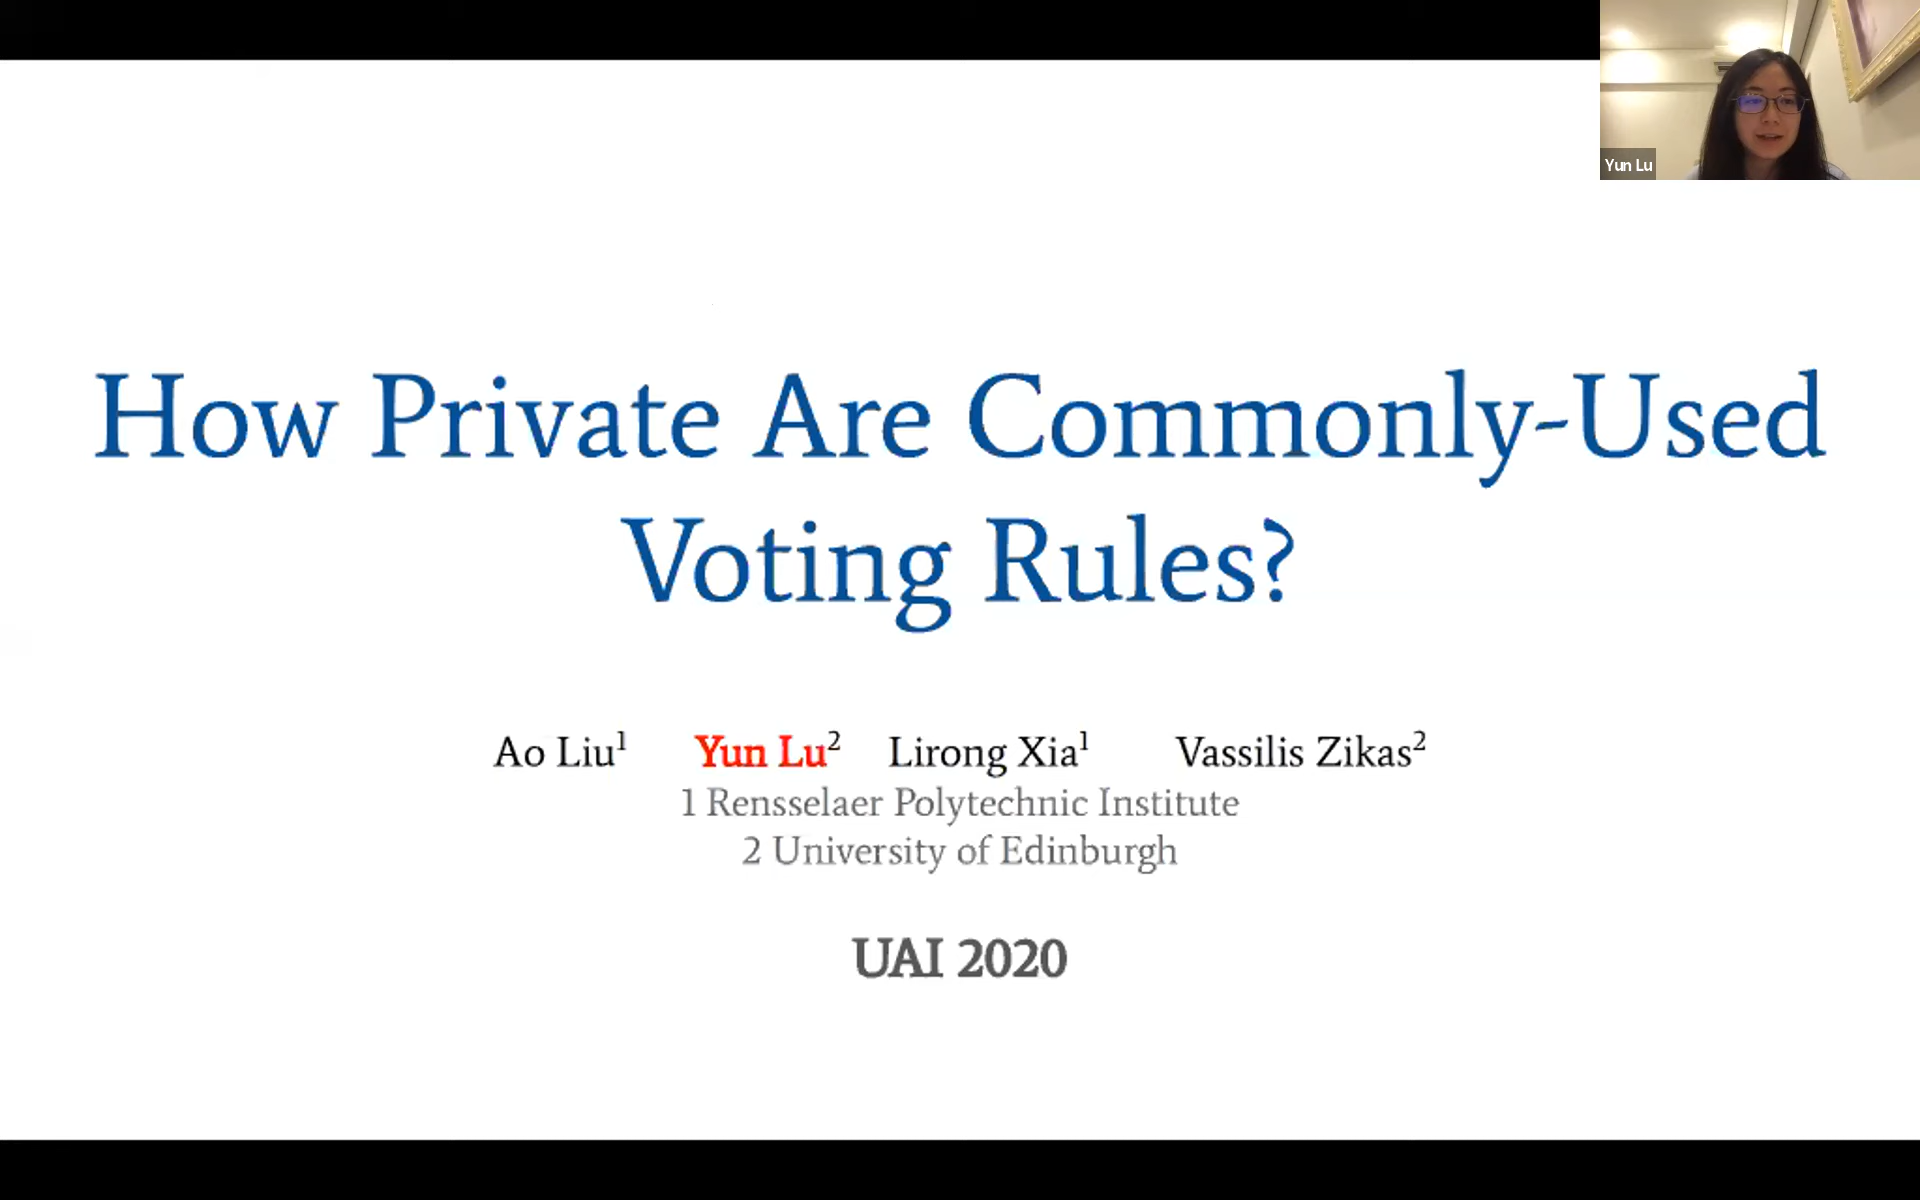 Yun Lu
How Private Are Commonly-Used
Voting Rules?
Ao Liu¹ Yun Lu² Lirong Xia¹ Vassilis Zikas²
1 Rensselaer Polytechnic Institute
2 University of Edinburgh
UAI 2020